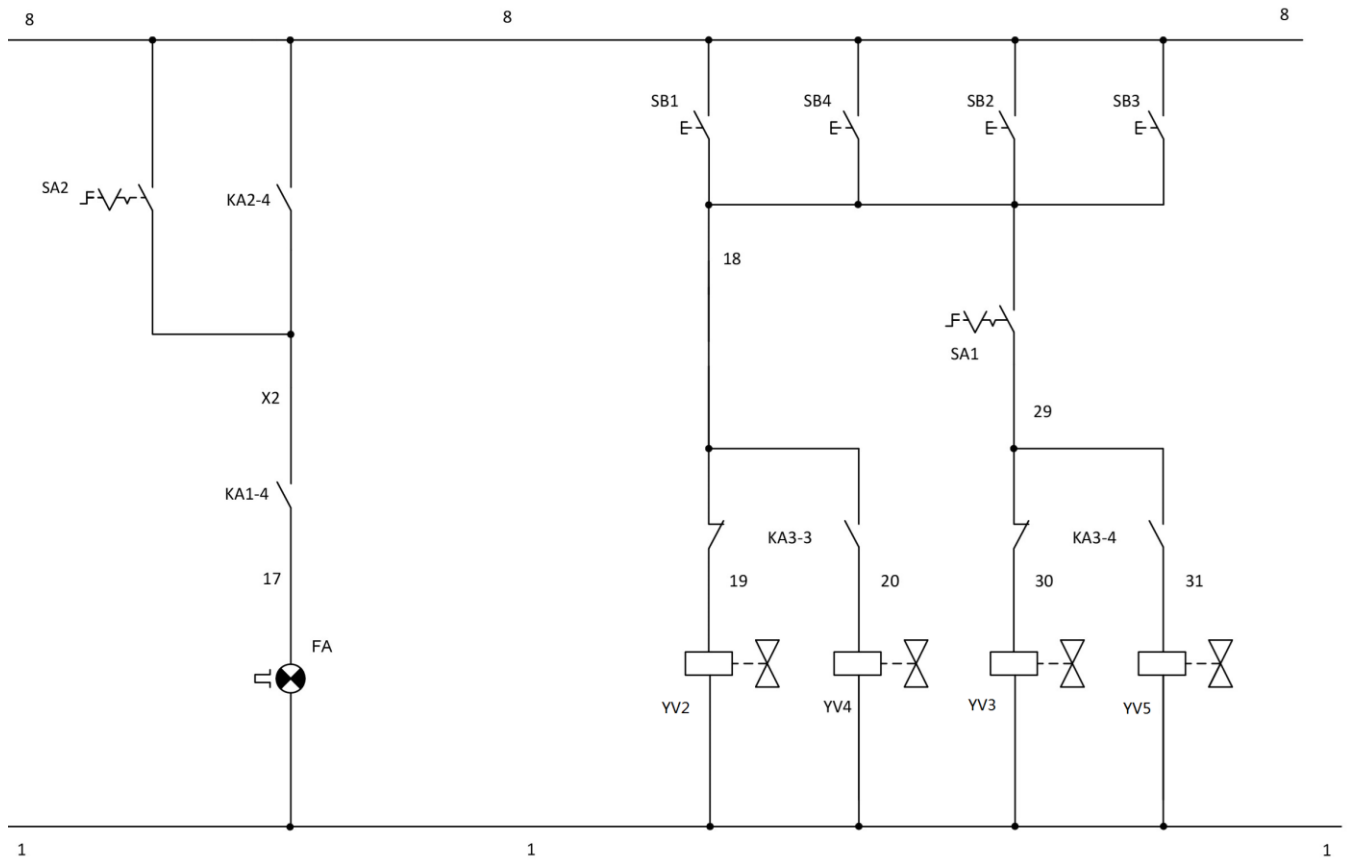 8 8 8
SB1 SB4 SB2 SB3
SA2 KA2-4
18
SA1
X2 29
KA1-4
KA3-3 KA3-4
17 19 20 30 31
FA
YV2 YV4 YV3 YV5
1 1 1